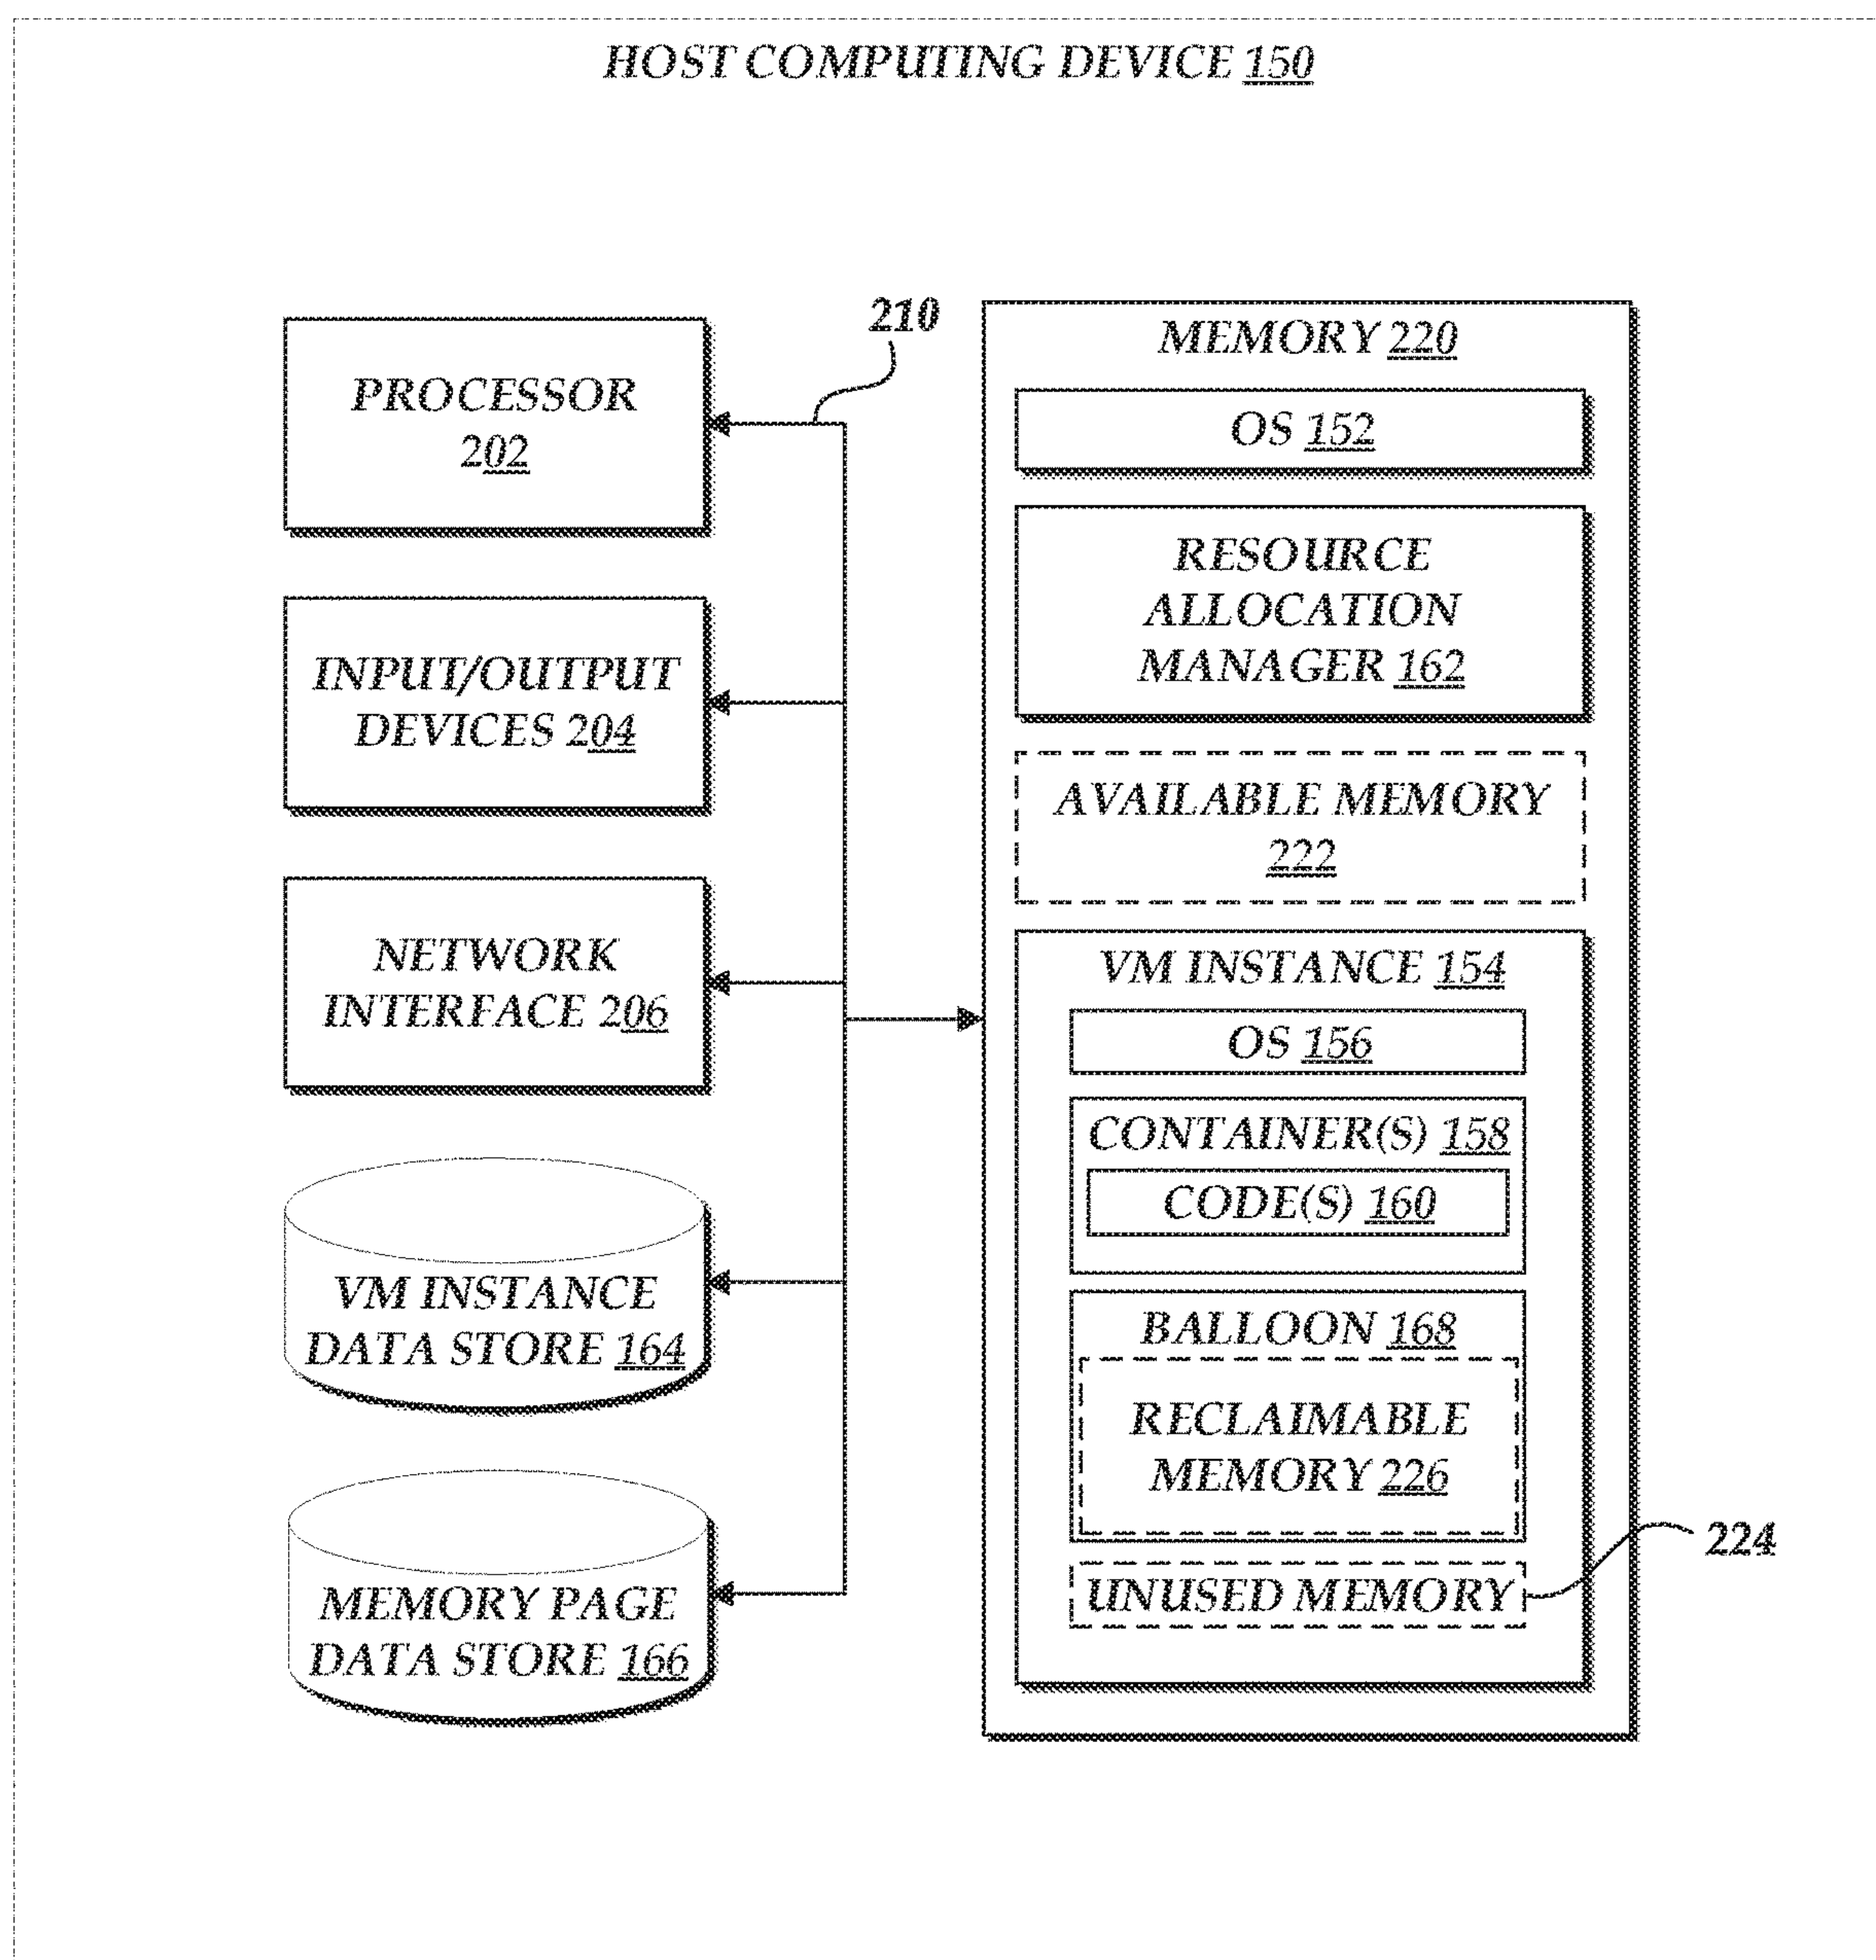 HOST COMPUTING DEVICE 150
210
PROCESSOR
202
INPUT/OUTPUT
DEVICES 204
NETWORK
INTERFACE 206
VM INSTANCE
DATA STORE 164
MEMORY PAGE
DATA STORE 166
MEMORY 220
OS 152
RESOURCE
ALLOCATION
MANAGER 162
AVAILABLE MEMORY
222
VM INSTANCE 154
OS 156
CONTAINER(S) 158
CODE(S) 160
BALLOON 168
RECLAIMABLE
MEMORY 226
UNUSED MEMORY
224